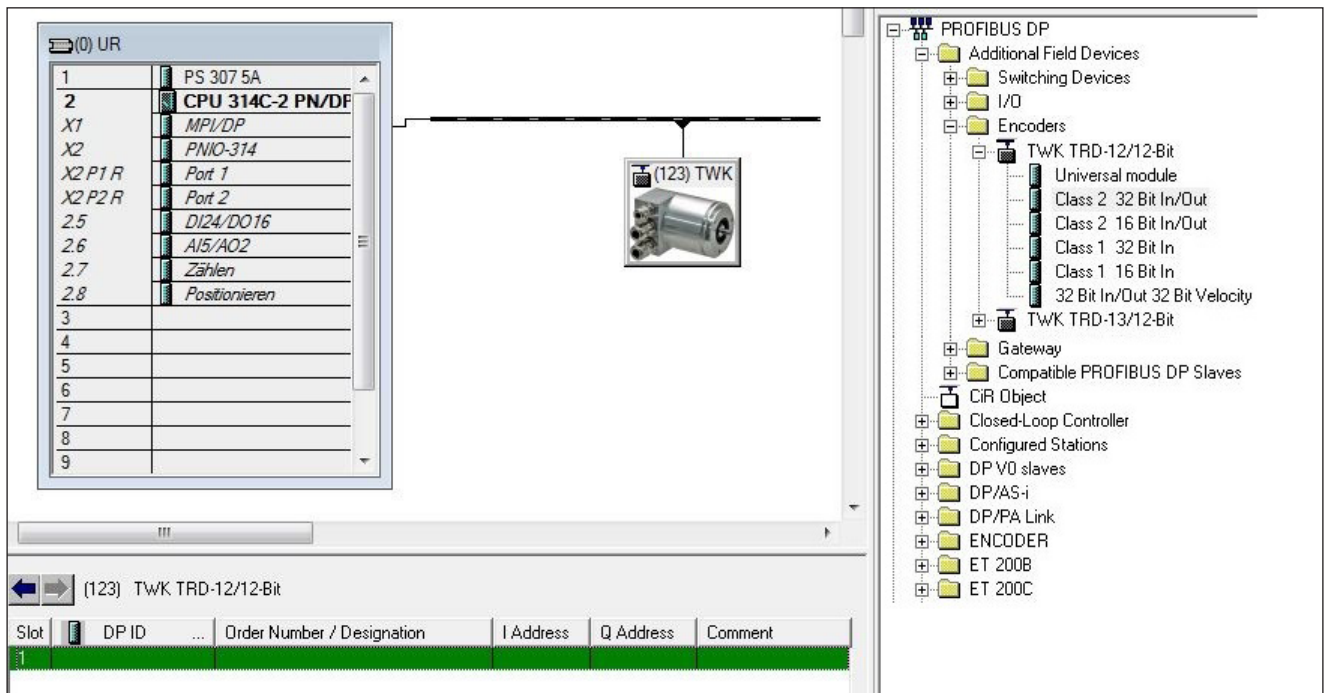 (0) UR
1 PS 307 5A
2 CPU 314C-2 PN/DP
X1 MPI/DP
X2 PNIO-314
X2 P1 R Port 1
X2 P2 R Port 2
2.5 DI24/DO16
2.6 AI5/AO2
2.7 Zählen
2.8 Positionieren
3
4
5
6
7
8
9
(123) TWK
(123) TWK TRD-12/12-Bit
Slot DP ID ... Order Number / Designation I Address Q Address Comment
1
PROFIBUS DP
Additional Field Devices
Switching Devices
I/O
Encoders
TWK TRD-12/12-Bit
Universal module
Class 2 32 Bit In/Out
Class 2 16 Bit In/Out
Class 1 32 Bit In
Class 1 16 Bit In
32 Bit In/Out 32 Bit Velocity
TWK TRD-13/12-Bit
Gateway
Compatible PROFIBUS DP Slaves
CiR Object
Closed-Loop Controller
Configured Stations
DP V0 slaves
DP/AS-i
DP/PA Link
ENCODER
ET 200B
ET 200C